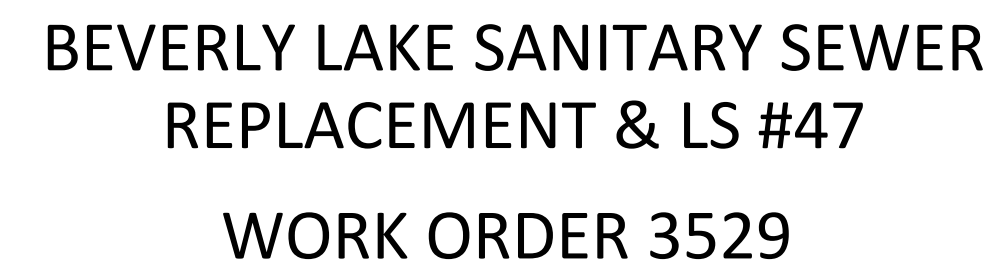 BEVERLY LAKE SANITARY SEWER
REPLACEMENT & LS #47
WORK ORDER 3529